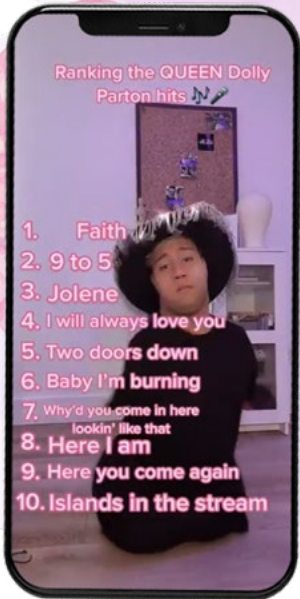 Ranking the QUEEN Dolly
Parton hits 🎶🎤
1. Faith
2. 9 to 5
3. Jolene
4. I will always love you
5. Two doors down
6. Baby I'm burning
7. Why'd you come in here
lookin' like that
8. Here I am
9. Here you come again
10. Islands in the stream